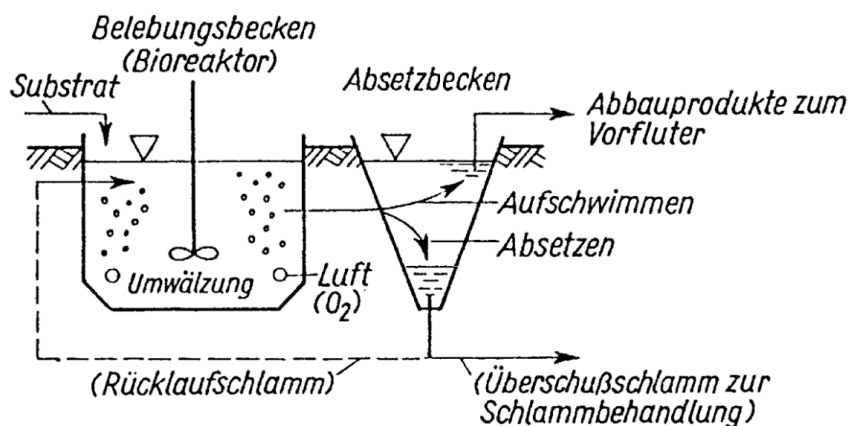 Belebungsbecken
(Bioreaktor)
Substrat
Absetzbecken
Abbauprodukte zum
Vorfluter
Aufschwimmen
Absetzen
Umwälzung
Luft
(O₂)
(Rücklaufschlamm)
(Überschußschlamm zur
Schlammbehandlung)